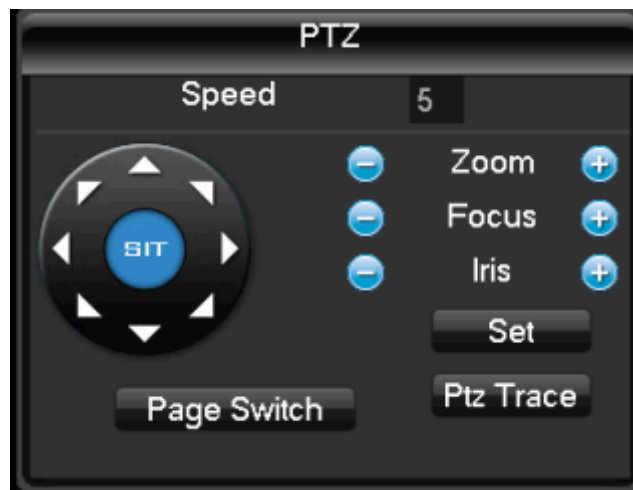 PTZ
Speed 5
Zoom
Focus
SIT
Iris
Set
Page Switch
Ptz Trace